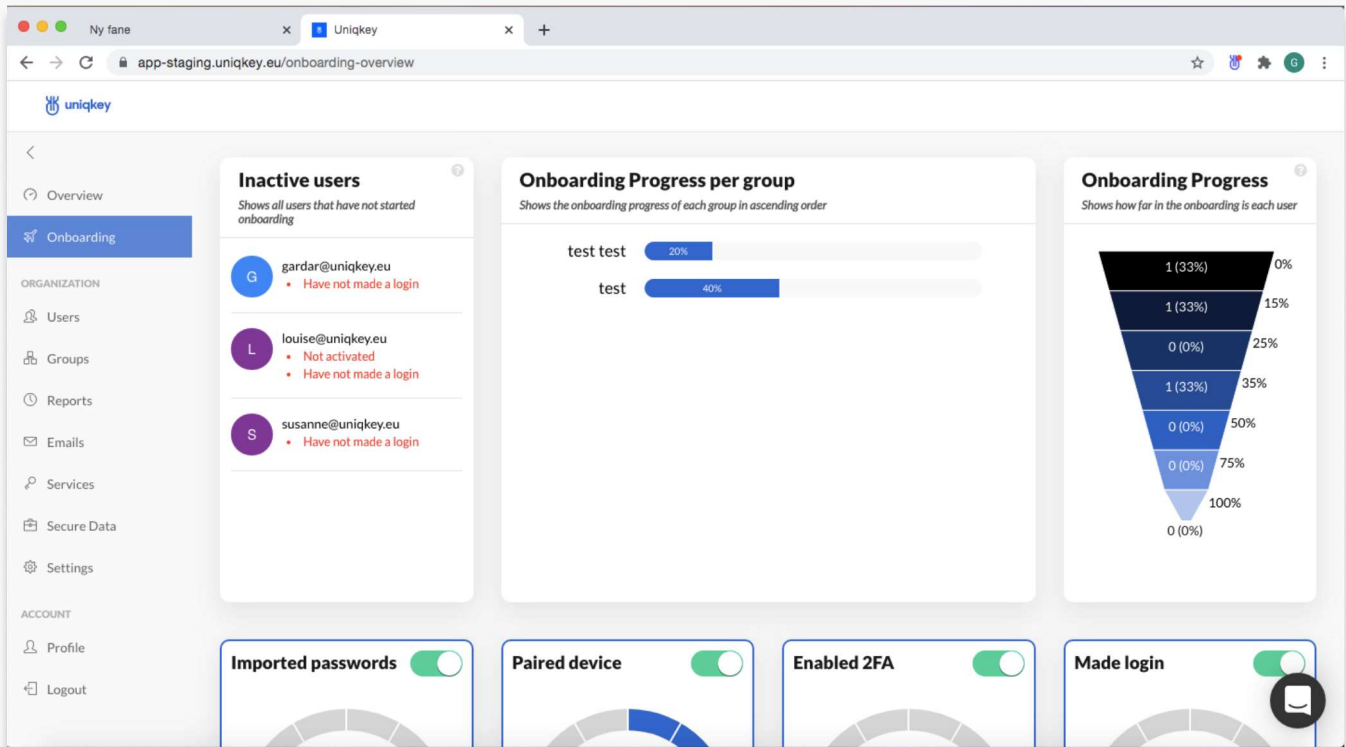 Ny fane
Uniqkey
app-staging.uniqkey.eu/onboarding-overview
G
uniqkey
Overview
Onboarding
ORGANIZATION
Users
Groups
Reports
Emails
Services
Secure Data
Settings
ACCOUNT
Profile
Logout
Inactive users
?
Shows all users that have not started
onboarding
G
gardar@uniqkey.eu
• Have not made a login
L
louise@uniqkey.eu
• Not activated
• Have not made a login
S
susanne@uniqkey.eu
• Have not made a login
Onboarding Progress per group
Shows the onboarding progress of each group in ascending order
test test 20%
test 40%
Onboarding Progress
?
Shows how far in the onboarding is each user
1 (33%) 0%
1 (33%) 15%
0 (0%) 25%
1 (33%) 35%
0 (0%) 50%
0 (0%) 75%
100%
0 (0%)
Imported passwords
Paired device
Enabled 2FA
Made login